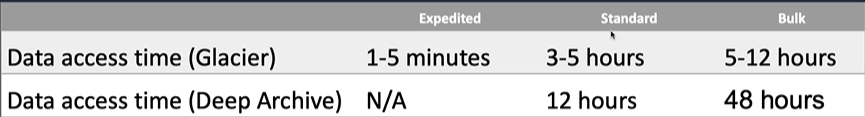 Expedited Standard Bulk
Data access time (Glacier) 1-5 minutes 3-5 hours 5-12 hours
Data access time (Deep Archive) N/A 12 hours 48 hours